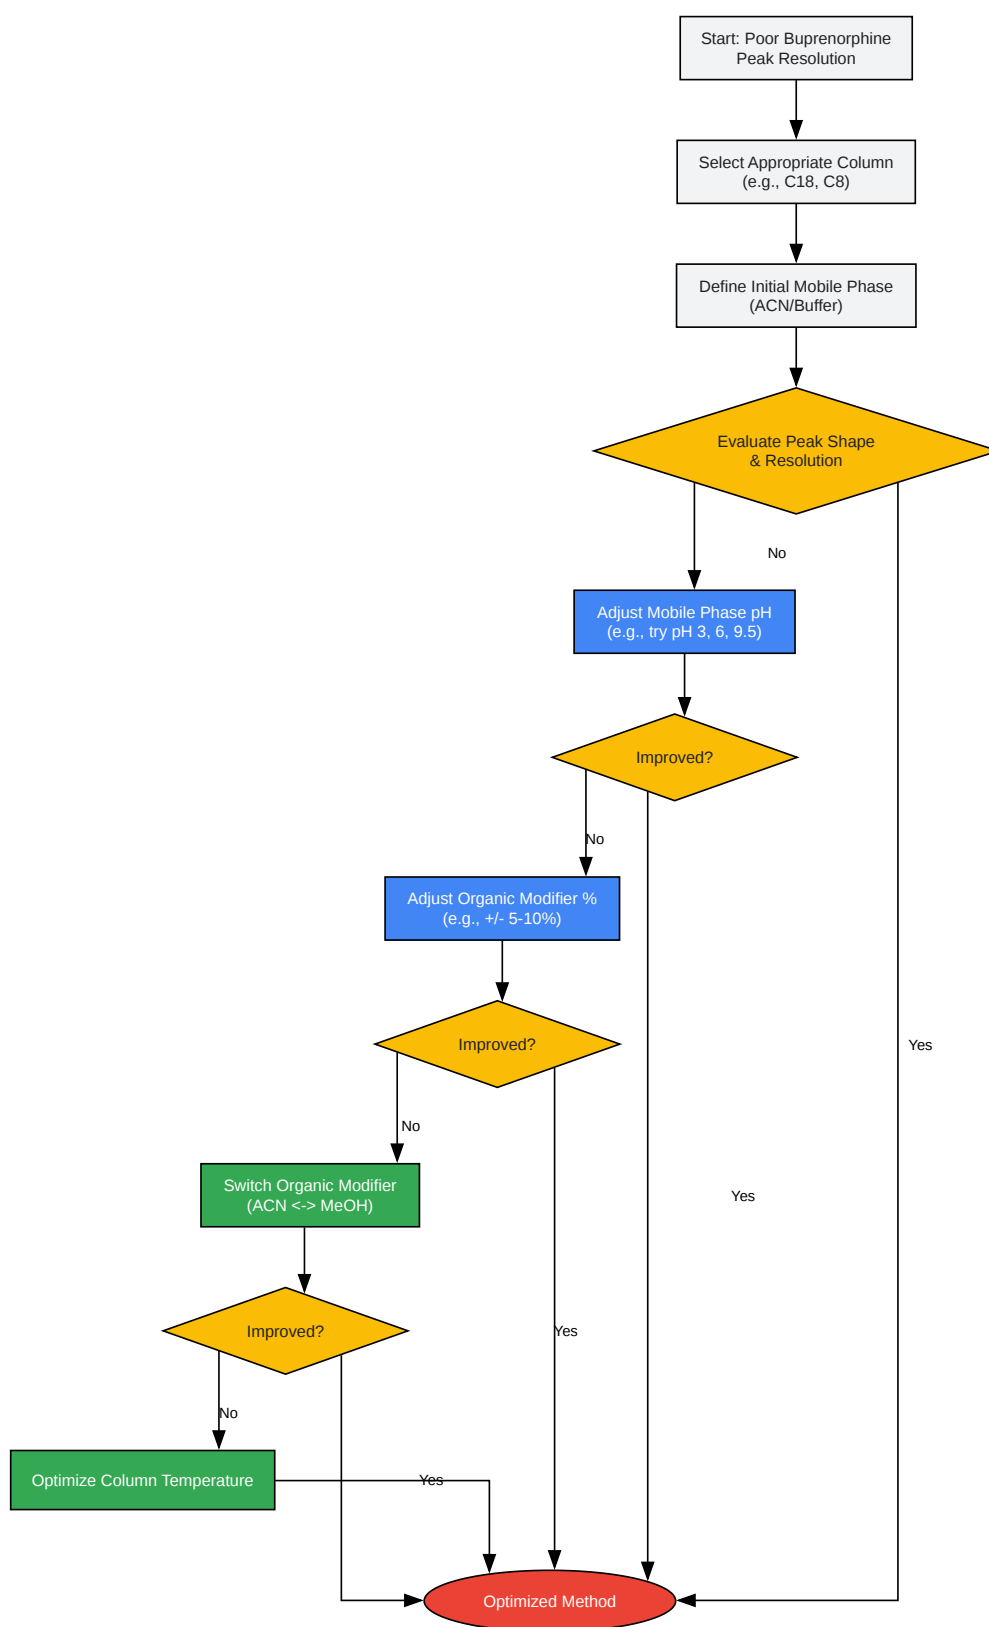 Start: Poor Buprenorphine
Peak Resolution
Select Appropriate Column
(e.g., C18, C8)
Define Initial Mobile Phase
(ACN/Buffer)
Evaluate Peak Shape
& Resolution
No
Adjust Mobile Phase pH
(e.g., try pH 3, 6, 9.5)
Improved?
No
Adjust Organic Modifier %
(e.g., +/- 5-10%)
Improved?
Yes
No
Switch Organic Modifier
(ACN <-> MeOH)
Yes
Improved?
Yes
No
Optimize Column Temperature
Yes
Optimized Method